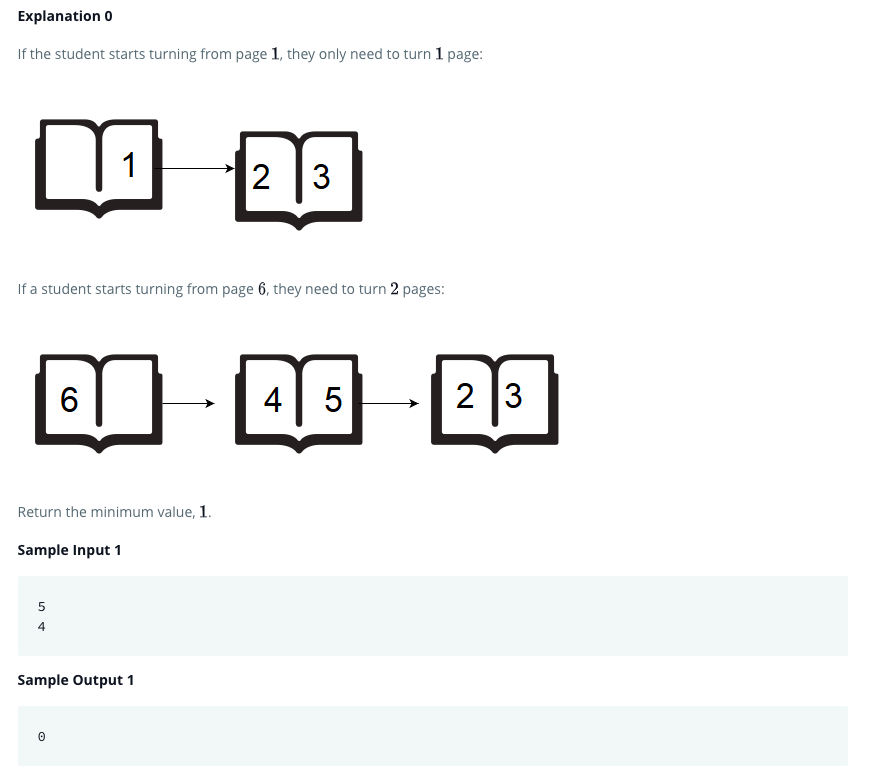 Explanation 0
If the student starts turning from page 1, they only need to turn 1 page:
1
2 3
If a student starts turning from page 6, they need to turn 2 pages:
6
4 5
2 3
Return the minimum value, 1.
Sample Input 1
5
4
Sample Output 1
0